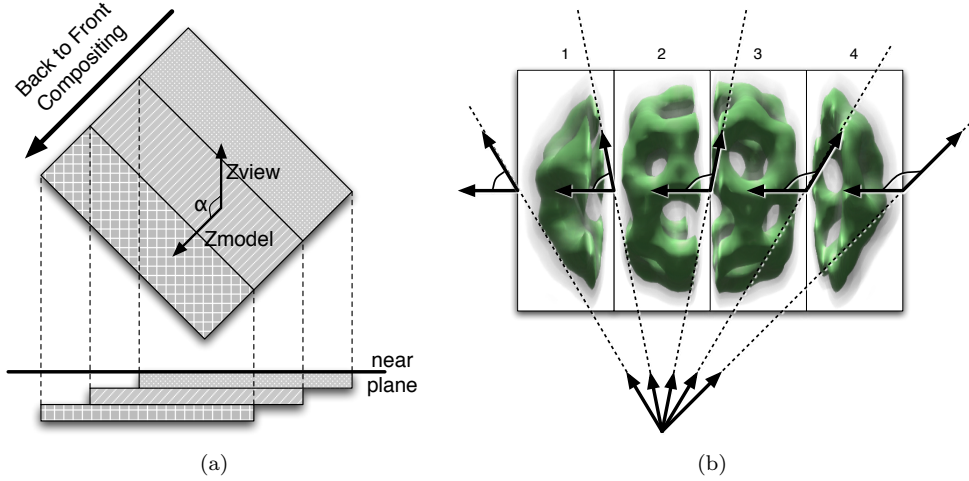 Back to Front
Compositing
Zview
α
Zmodel
near
plane
(a)
1 2 3 4
(b)